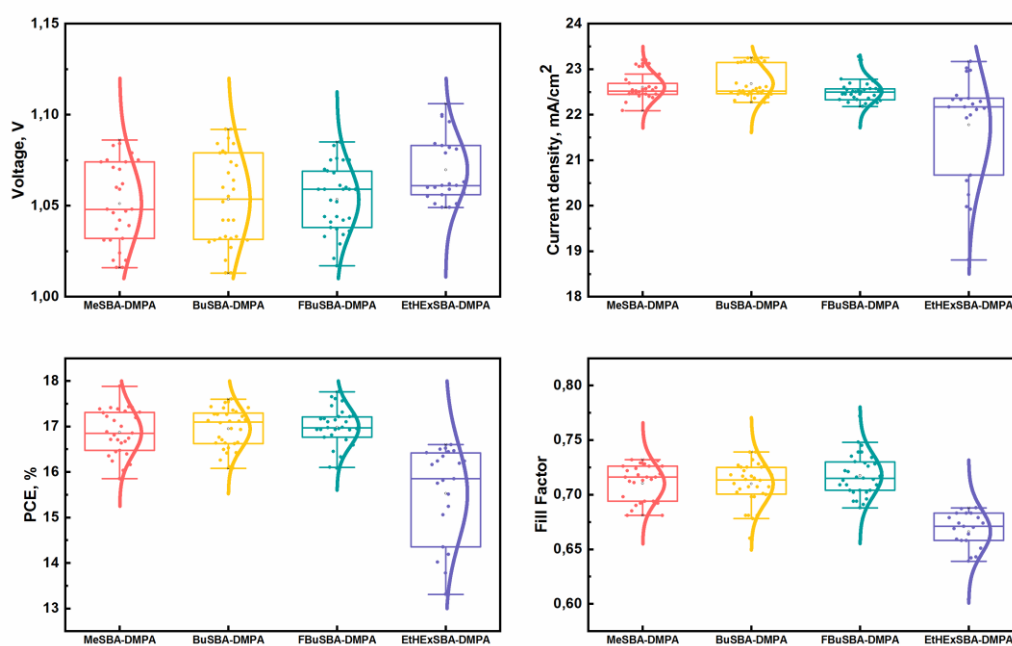 1,15
1,10
1,05
1,00
Voltage, V
MeSBA-DMPA BuSBA-DMPA FBuSBA-DMPA EtHExSBA-DMPA
24
23
22
21
20
19
18
Current density, mA/cm²
MeSBA-DMPA BuSBA-DMPA FBuSBA-DMPA EtHExSBA-DMPA
18
17
16
15
14
13
PCE, %
MeSBA-DMPA BuSBA-DMPA FBuSBA-DMPA EtHExSBA-DMPA
0,80
0,75
0,70
0,65
0,60
Fill Factor
MeSBA-DMPA BuSBA-DMPA FBuSBA-DMPA EtHExSBA-DMPA